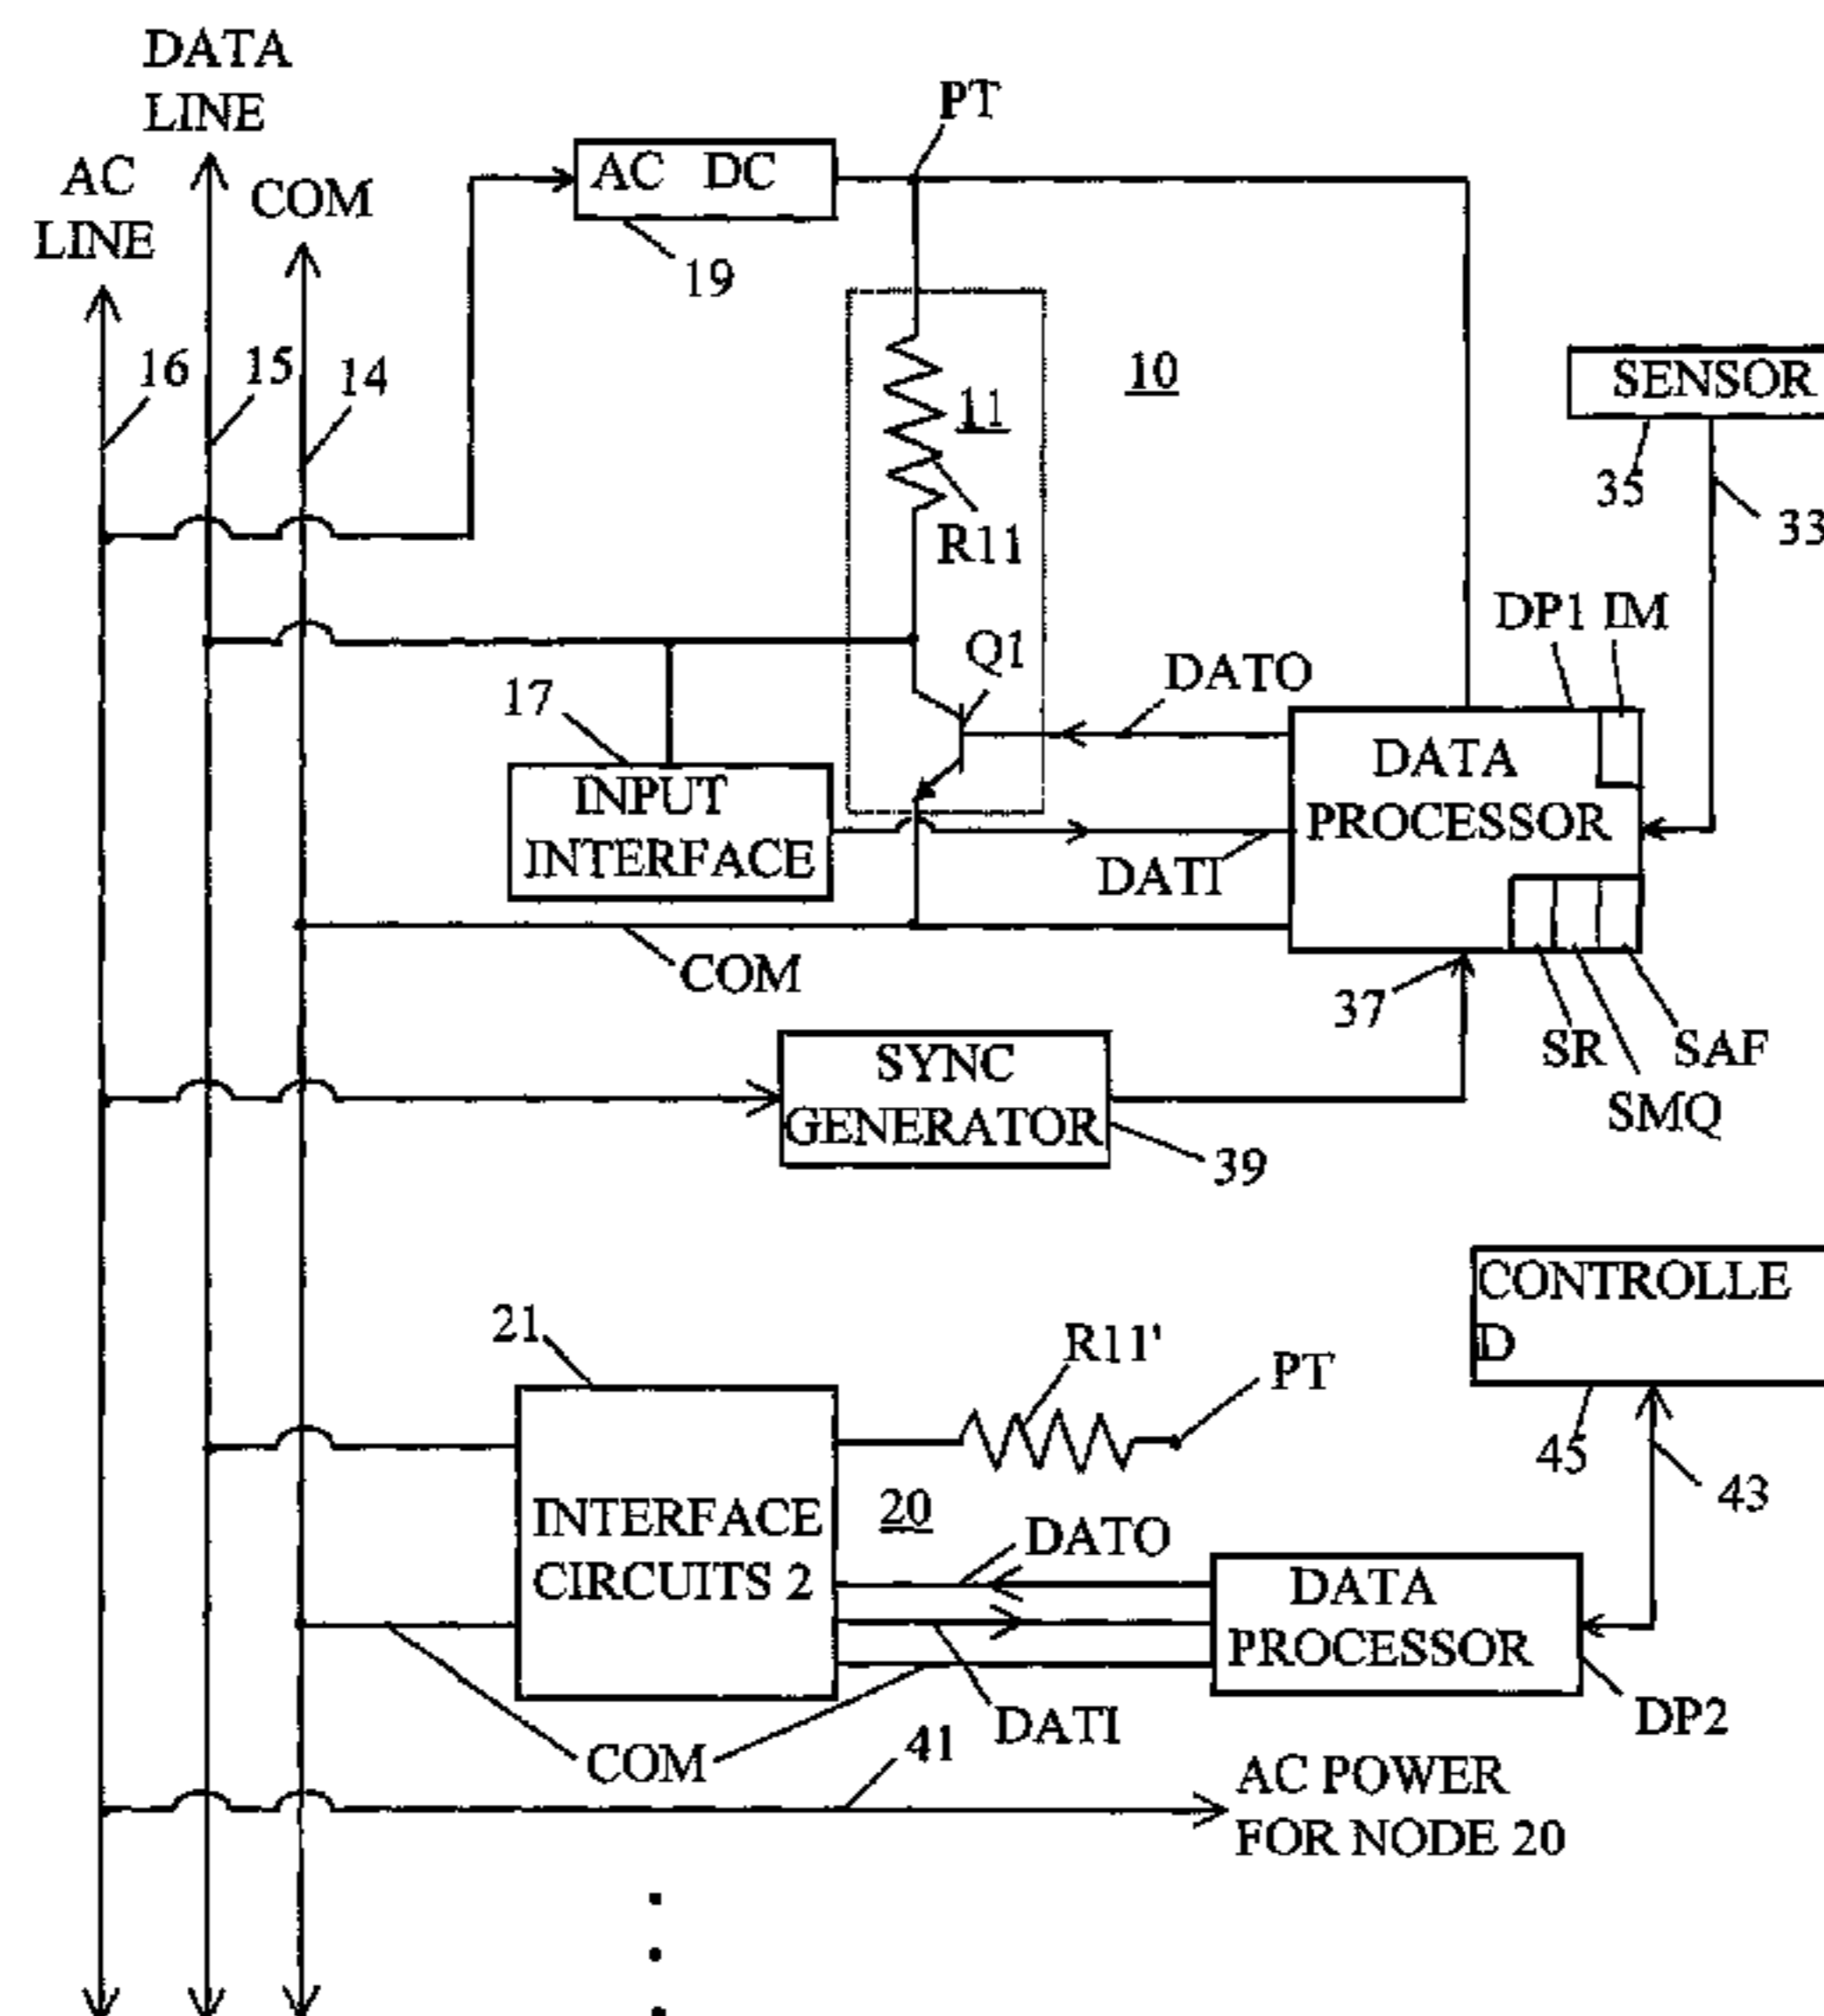 DATA
LINE
AC
LINE
COM
PT
AC DC
19
16
15
14
10
11
SENSOR
35
33
R11
DP1
IM
Q1
DATO
17
INPUT
INTERFACE
DATA
PROCESSOR
DATI
COM
37
SR
SAF
SMQ
SYNC
GENERATOR
39
CONTROLLE
D
21
R11'
PT
45
43
INTERFACE
CIRCUITS 2
20
DATO
DATA
PROCESSOR
DATI
DP2
COM
41
AC POWER
FOR NODE 20